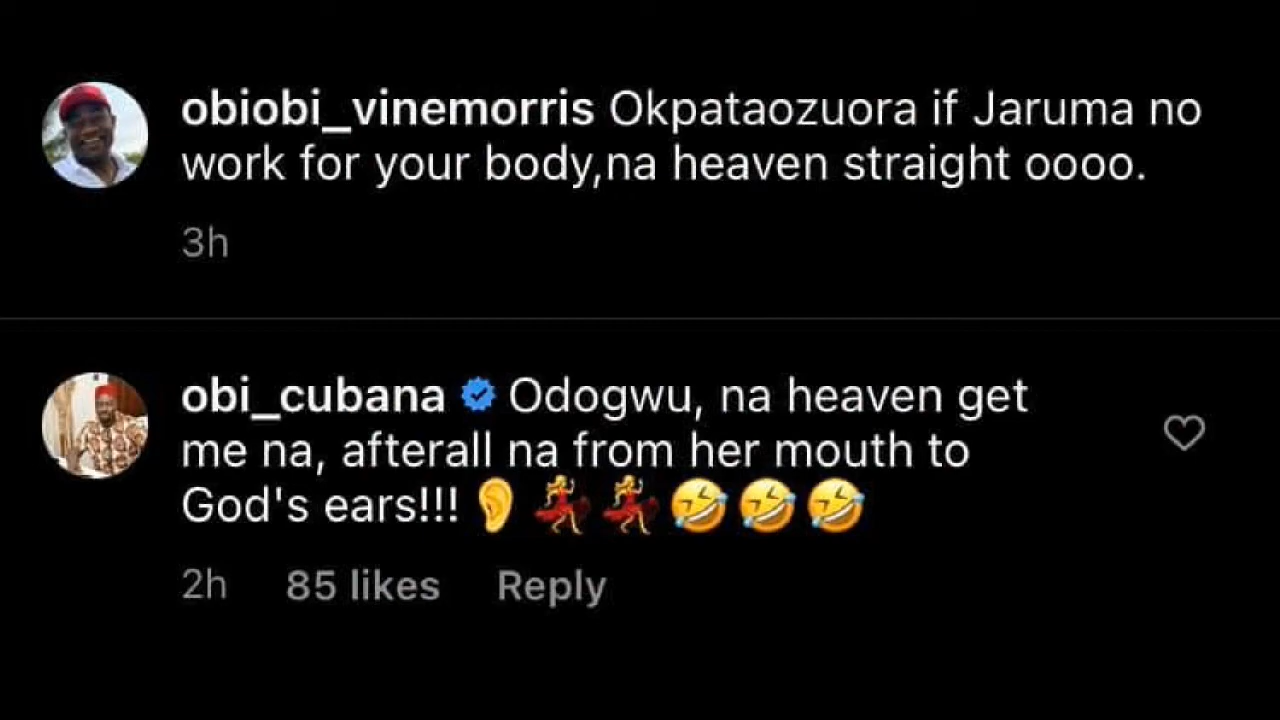 obiobi_vinemorris Okpataozuora if Jaruma no
work for your body,na heaven straight oooo.
3h
obi_cubana Odogwu, na heaven get
me na, afterall na from her mouth to
God's ears!!! 👂💃💃🤣🤣🤣
2h 85 likes Reply